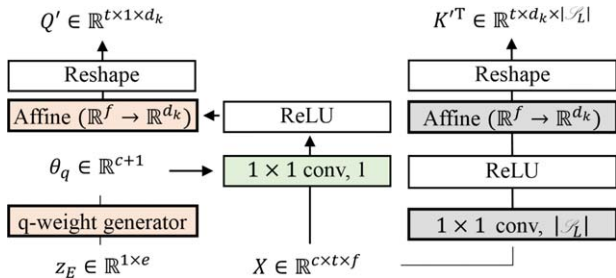 Q′ ∈ ℝ^{t×1×d_k}
K′ᵀ ∈ ℝ^{t×d_k×|𝒮_L|}
Reshape
Reshape
Affine (ℝ^f → ℝ^{d_k})
ReLU
Affine (ℝ^f → ℝ^{d_k})
θ_q ∈ ℝ^{c+1}
1 × 1 conv, 1
ReLU
q-weight generator
1 × 1 conv, |𝒮_L|
z_E ∈ ℝ^{1×e}
X ∈ ℝ^{c×t×f}